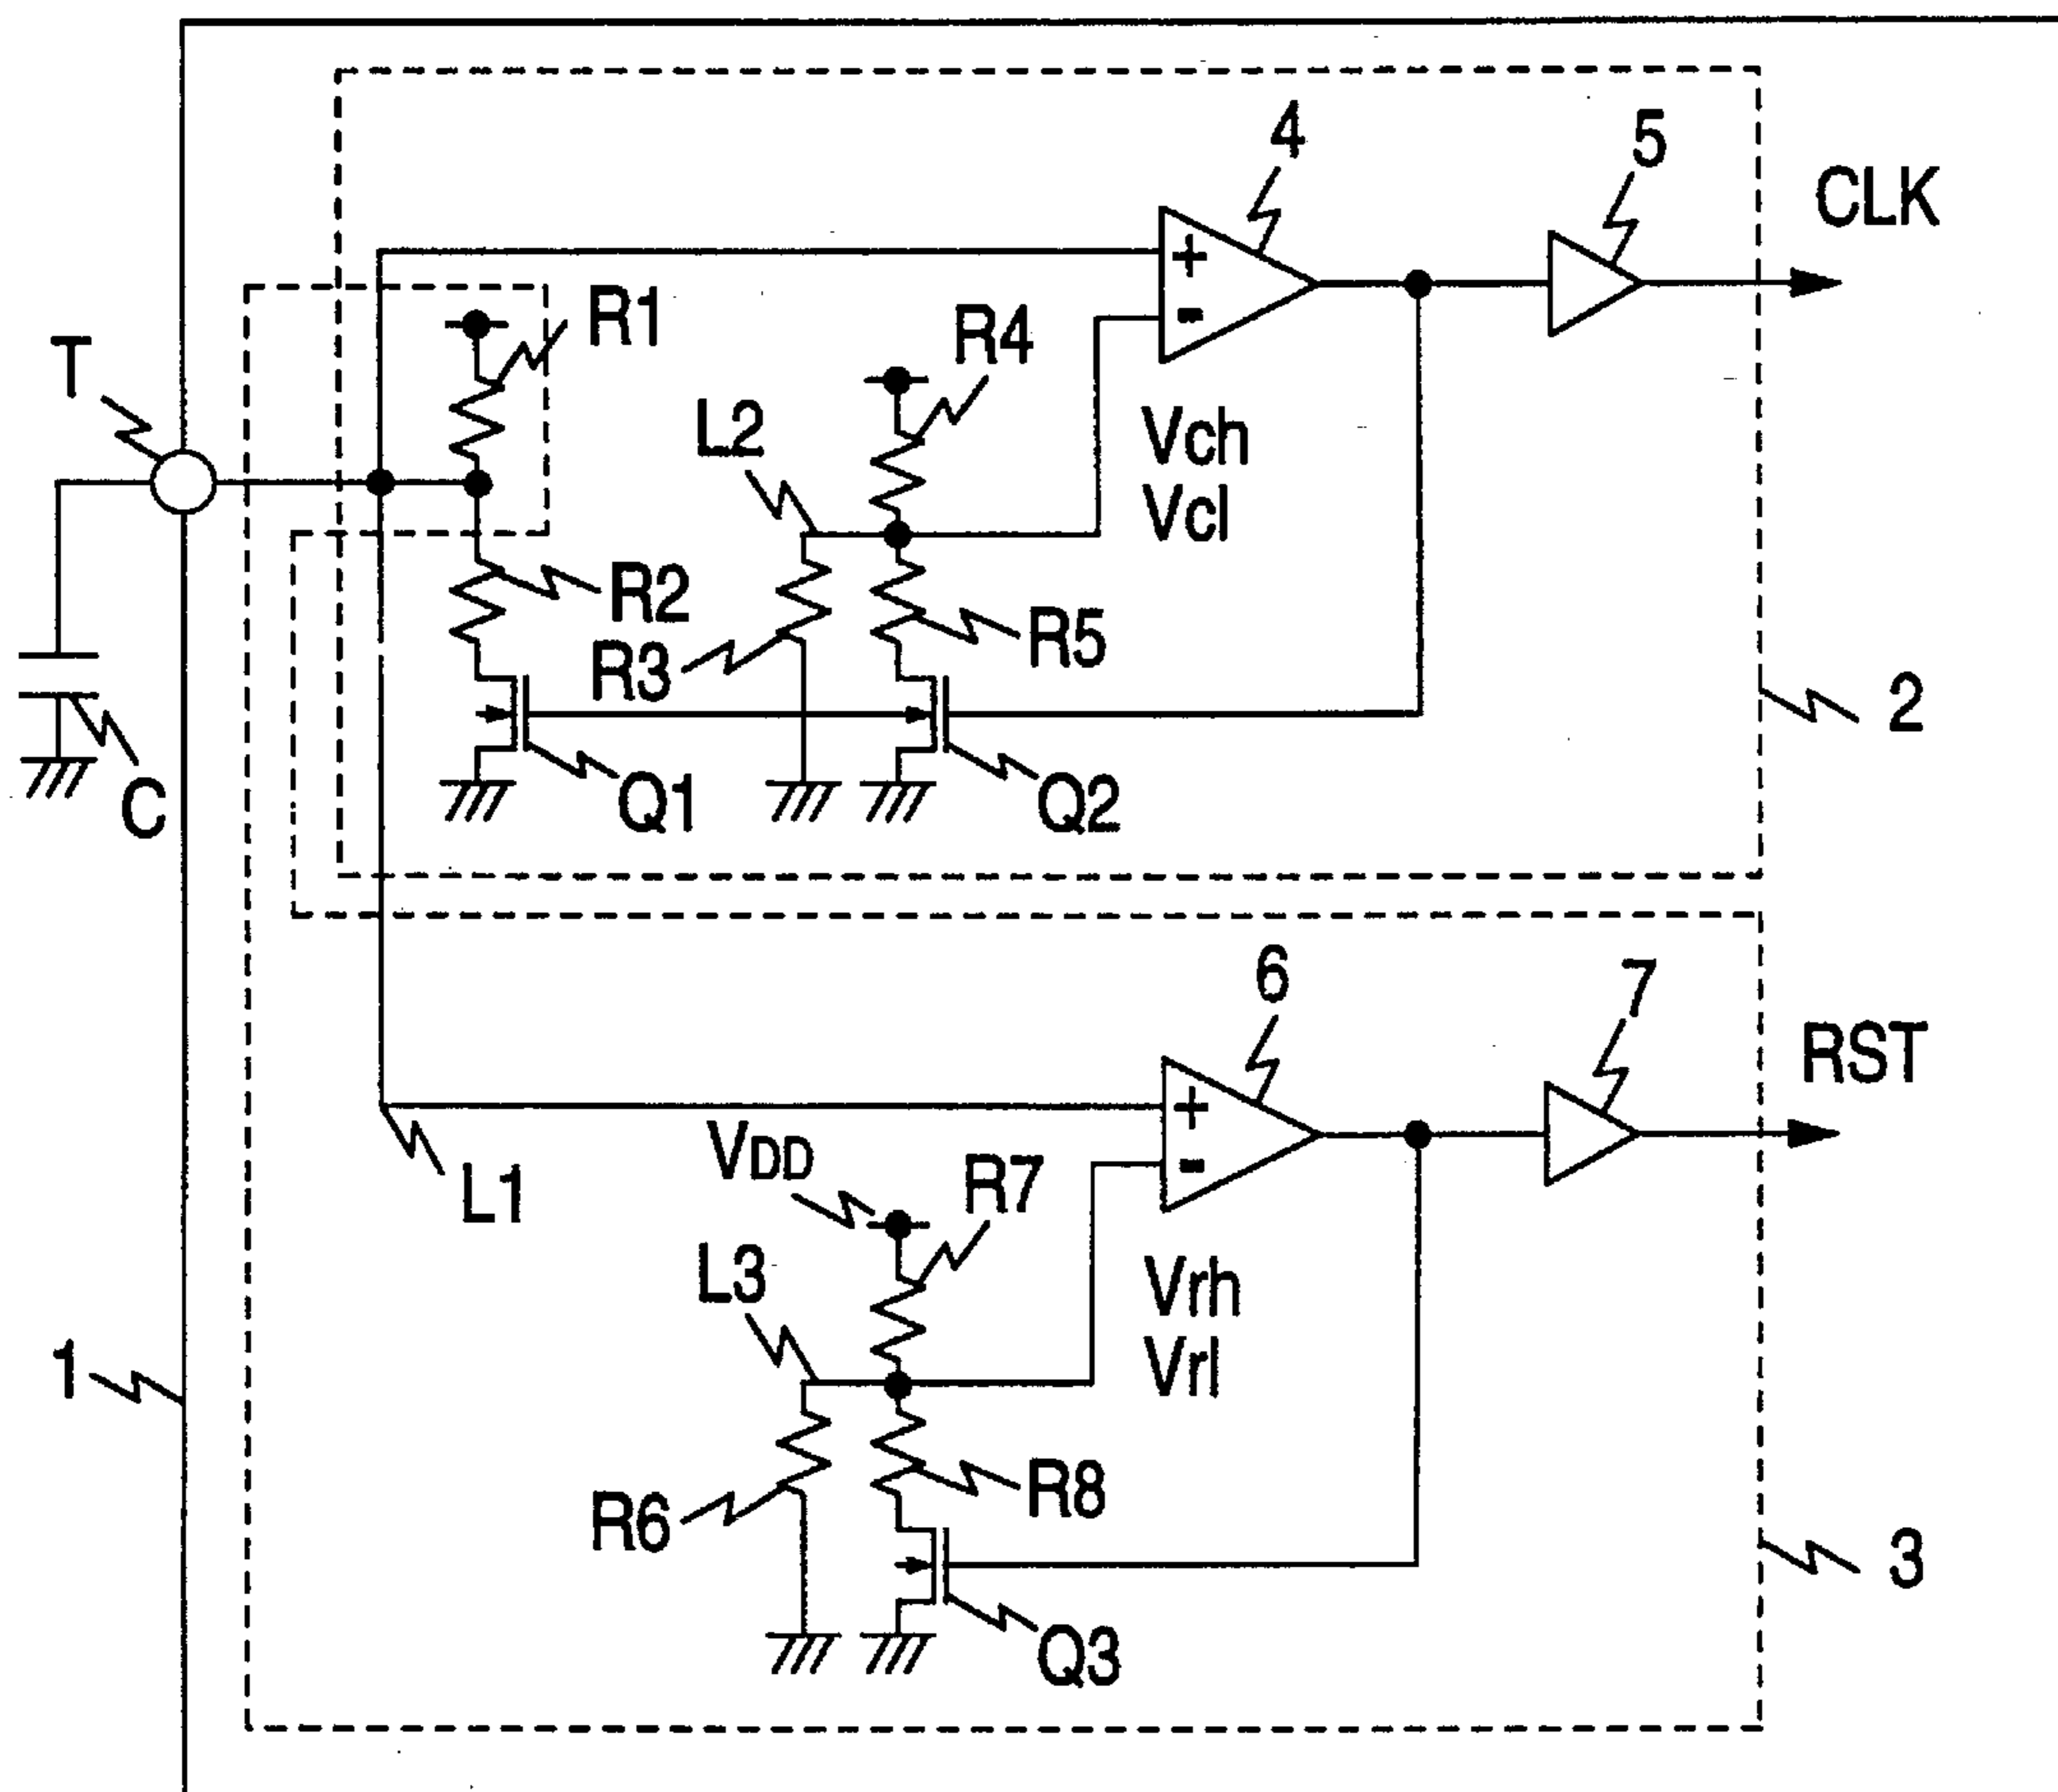 4
5
CLK
R1
R4
T
L2
Vch
Vcl
+
-
R2
R5
R3
2
Q1
Q2
C
6
7
RST
+
-
VDD
R7
L1
L3
Vrh
Vrl
1
R8
R6
3
Q3